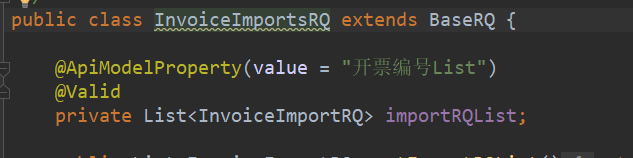 public class InvoiceImportsRQ extends BaseRQ {
@ApiModelProperty(value = "开票编号List")
@Valid
private List<InvoiceImportRQ> importRQList;